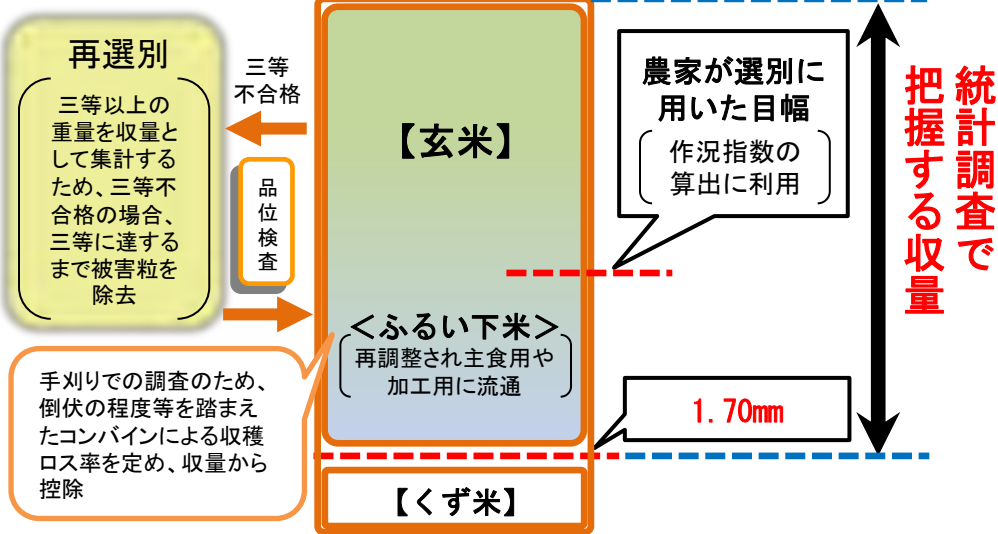 再選別
三等以上の
重量を収量と
して集計する
ため、三等不
合格の場合、
三等に達する
まで被害粒を
除去
三等
不合格
品位検査
【玄米】
農家が選別に
用いた目幅
作況指数の
算出に利用
統計調査で
把握する収量
＜ふるい下米＞
再調整され主食用や
加工用に流通
手刈りでの調査のため、
倒伏の程度等を踏まえ
たコンバインによる収穫
ロス率を定め、収量から
控除
1.70mm
【くず米】